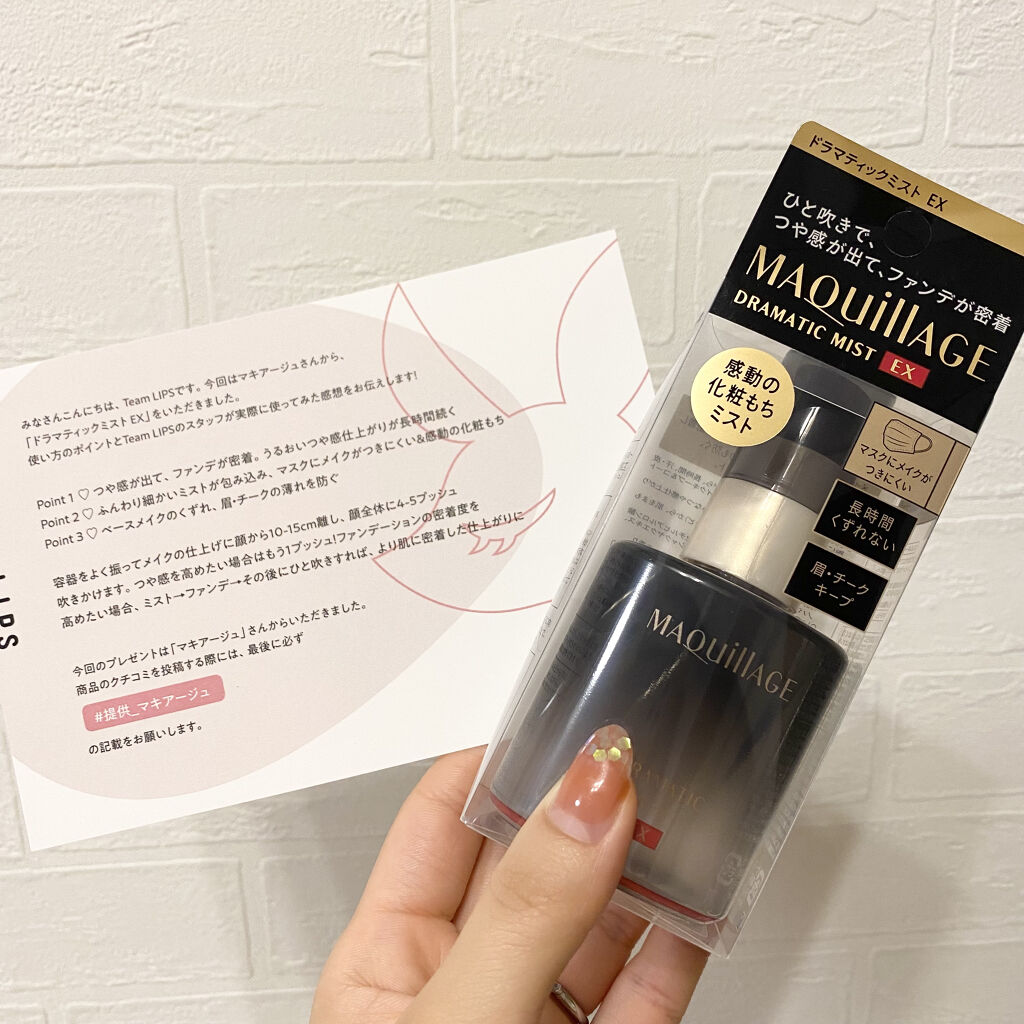 みなさんこんにちは、Team LIPSです。今回はマキアージュさんから、
「ドラマティックミスト EX」をいただきました。
使い方のポイントとTeam LIPSのスタッフが実際に使ってみた感想をお伝えします!
Point 1 ♡ つや感が出て、ファンデが密着。うるおいつや感仕上がりが長時間続く
Point 2 ♡ ふんわり細かいミストが包み込み、マスクにメイクがつきにくい&感動の化粧もち
Point 3 ♡ ベースメイクのくずれ、眉・チークの薄れを防ぐ
容器をよく振ってメイクの仕上げに顔から10-15cm離し、顔全体に4-5プッシュ
吹きかけます。つや感を高めたい場合はもう1プッシュ!ファンデーションの密着度を
高めたい場合、ミスト→ファンデ→その後にひと吹きすれば、より肌に密着した仕上がりに
今回のプレゼントは「マキアージュ」さんからいただきました。
商品のクチコミを投稿する際には、最後に必ず
#提供_マキアージュ
の記載をお願いします。
LIPS
ドラマティックミスト EX
ひと吹きで、
つや感が出て、ファンデが密着
MAQuillAGE
DRAMATIC MIST EX
感動の
化粧もち
ミスト
マスクにメイクが
つきにくい
長時間
くずれない
眉・チーク
キープ
MAQuillAGE
DRAMATIC
EX